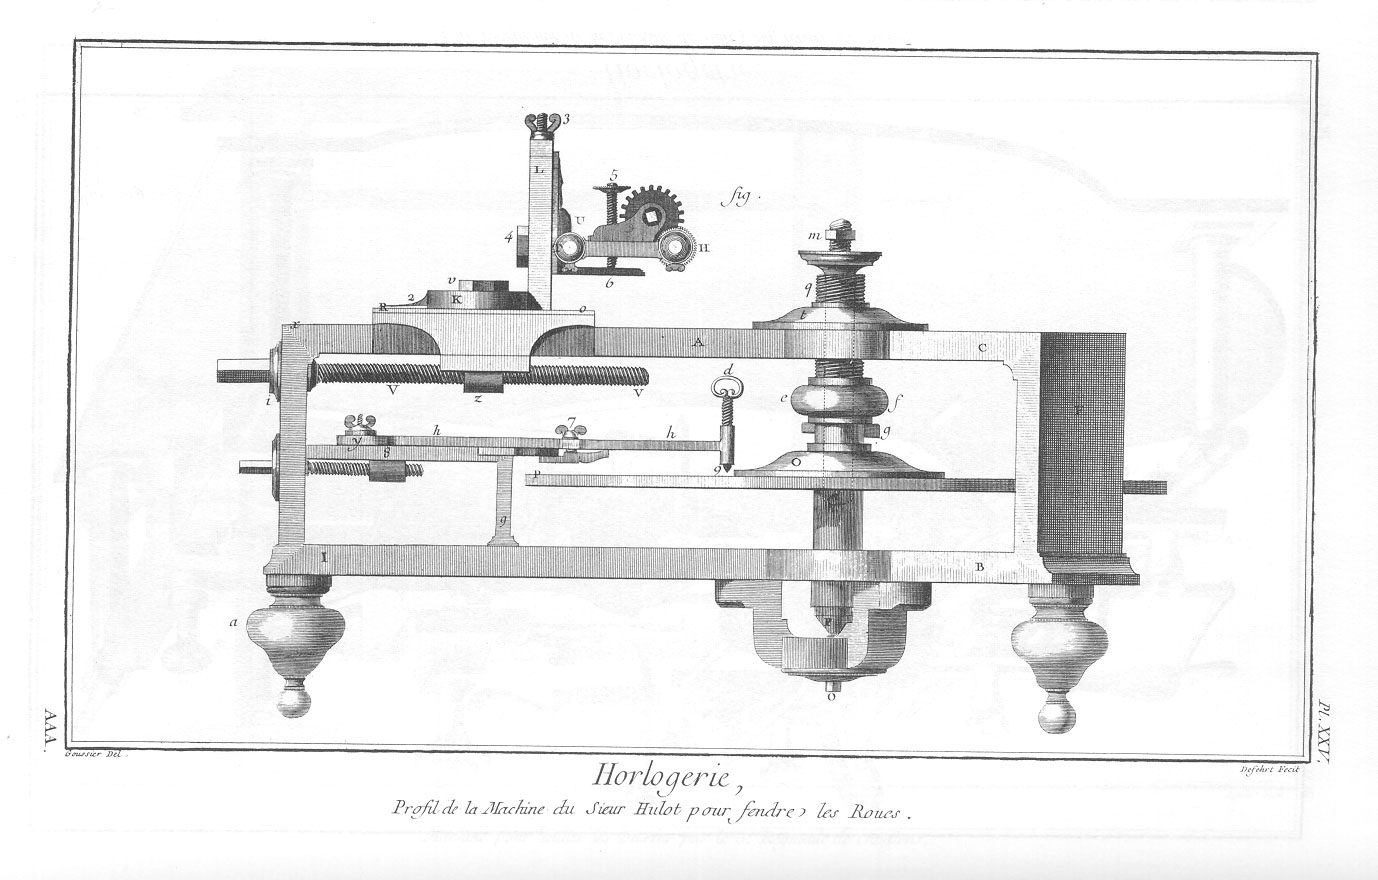 3
L
5
fig.
U
4
T
H
m
6
v
q
2
K
R
o
t
r
A
C
V
V
d
i
z
e
f
7
h
h
g
y
8
O
9
P
g
I
B
a
F
O
AAA.
Pl. XXV.
Goussier Del.
Defehrt Fecit
Horlogerie,
Profil de la Machine du Sieur Hulot pour fendre les Roues.